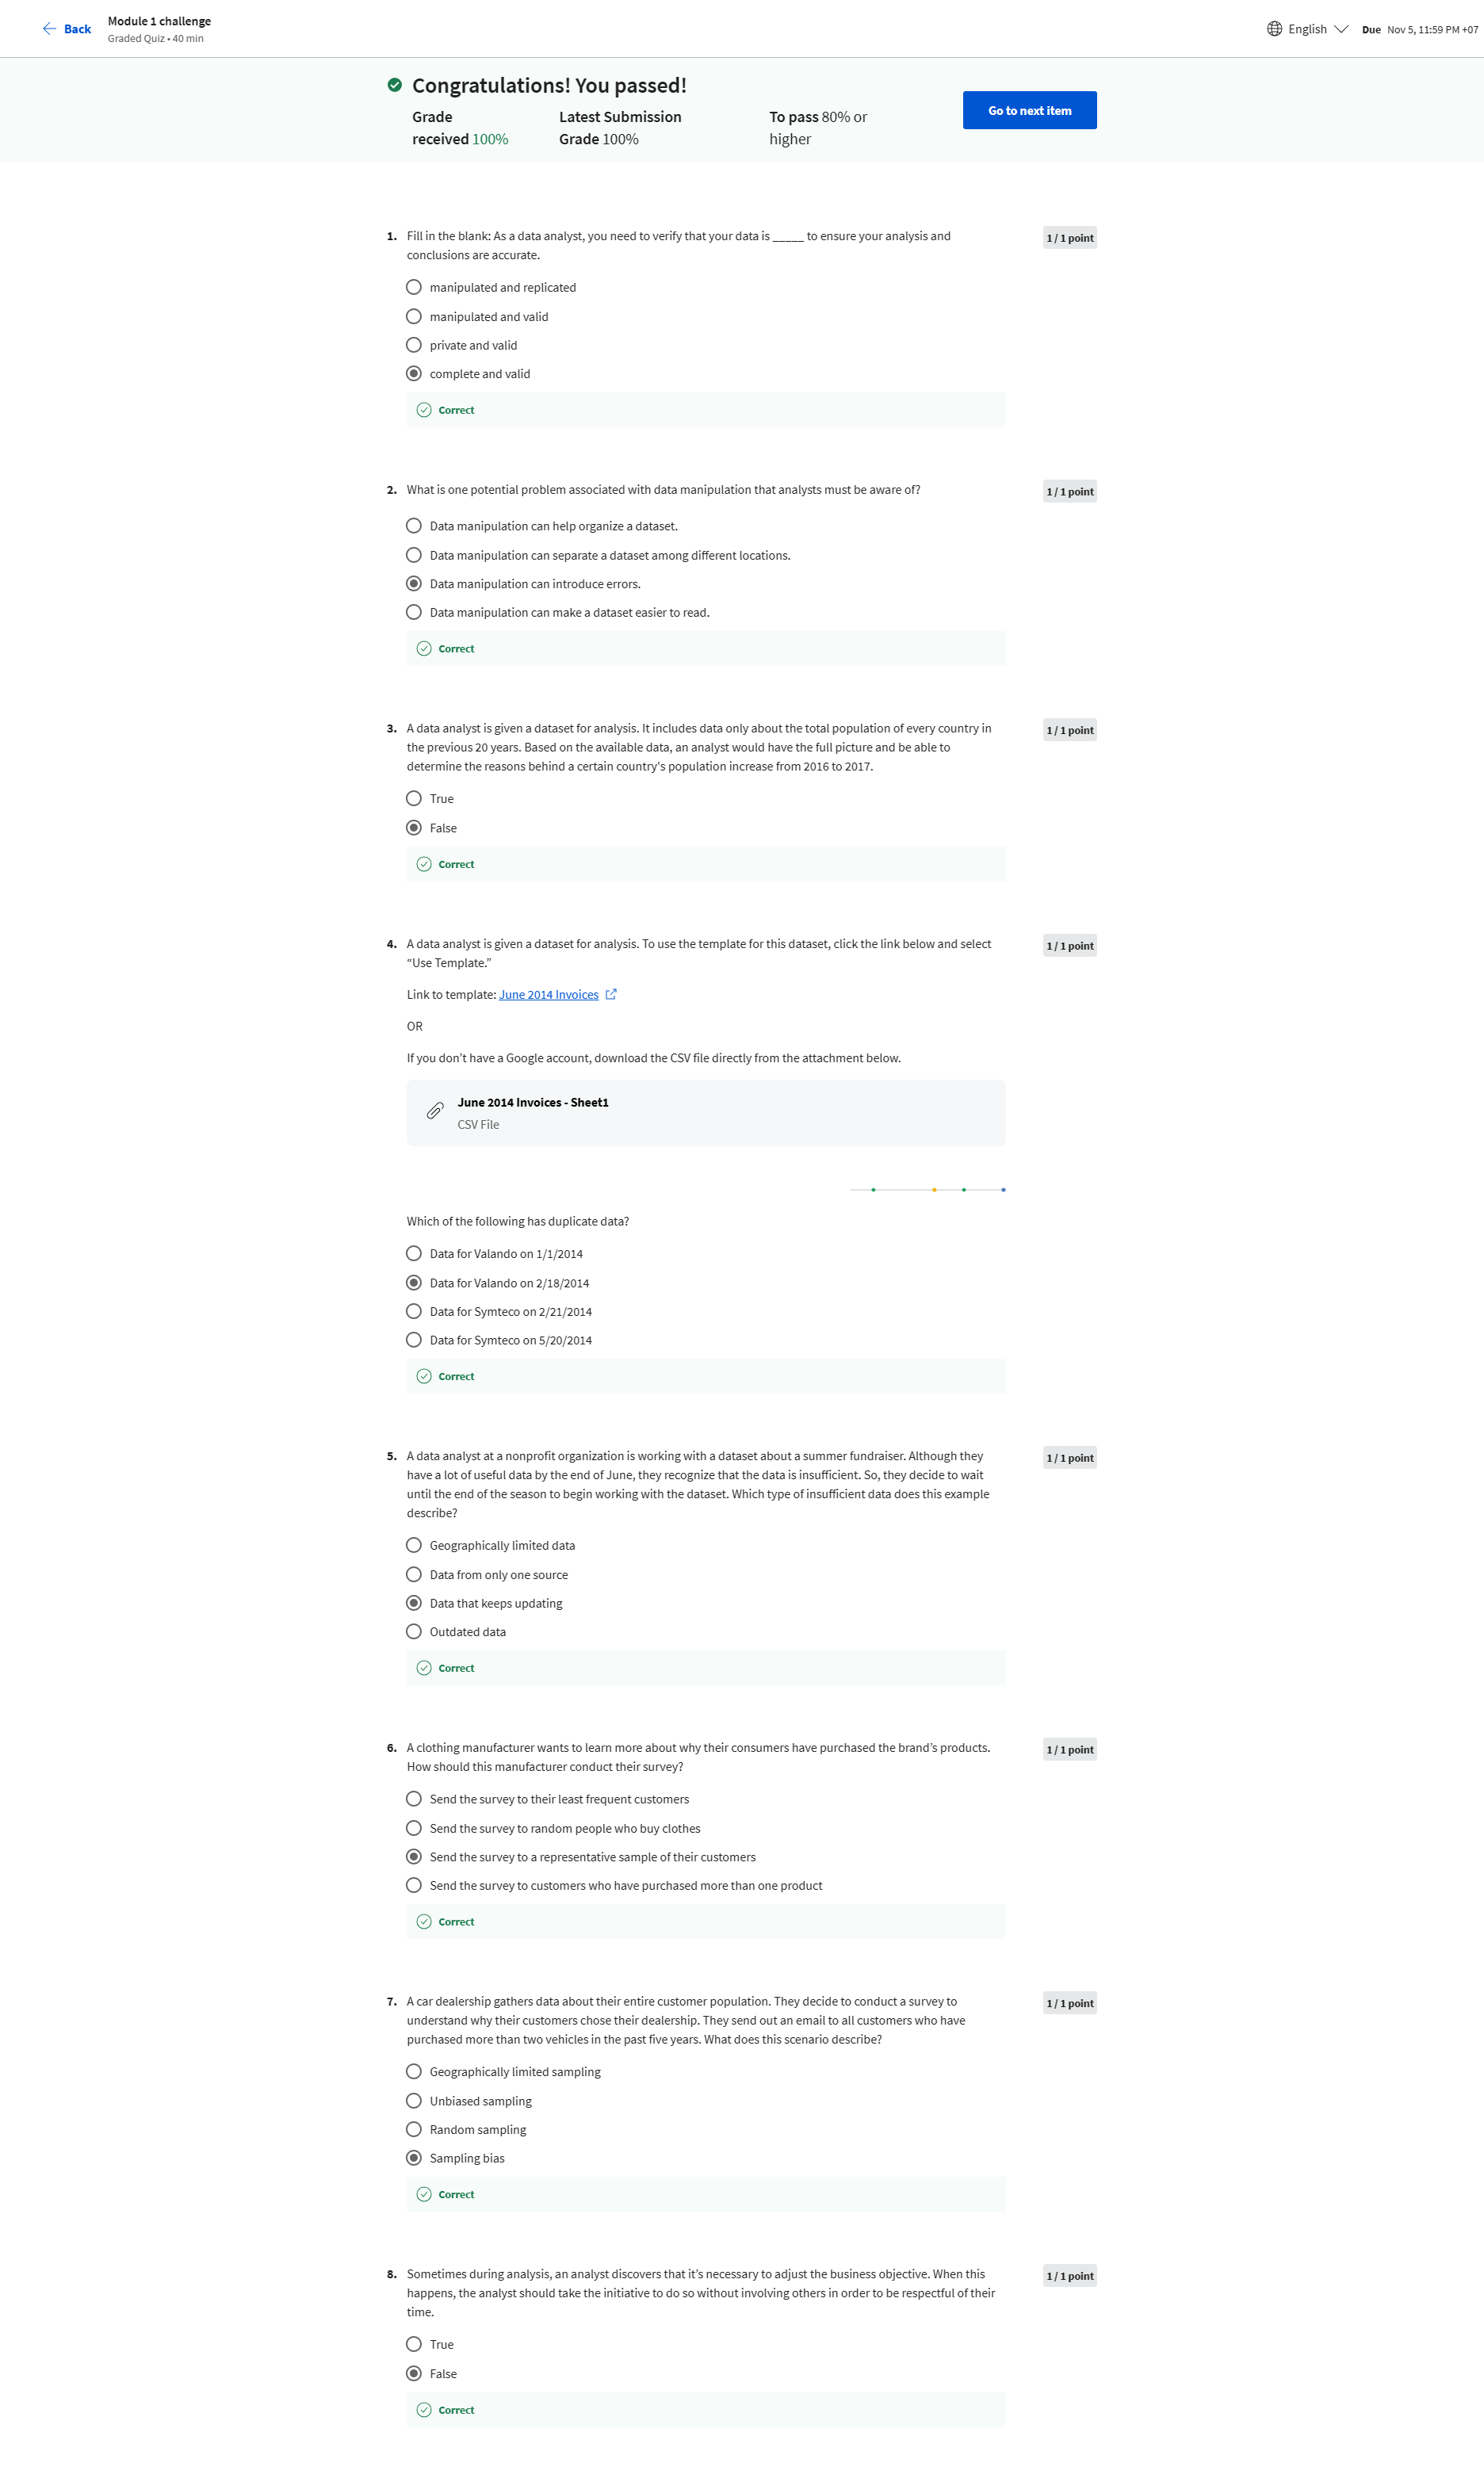 Back
Module 1 challenge
Graded Quiz • 40 min
English
Due Nov 5, 11:59 PM +07
Congratulations! You passed!
Grade
received 100%
Latest Submission
Grade 100%
To pass 80% or
higher
Go to next item
1. Fill in the blank: As a data analyst, you need to verify that your data is _____ to ensure your analysis and
conclusions are accurate.
1 / 1 point
manipulated and replicated
manipulated and valid
private and valid
complete and valid
Correct
2. What is one potential problem associated with data manipulation that analysts must be aware of?
1 / 1 point
Data manipulation can help organize a dataset.
Data manipulation can separate a dataset among different locations.
Data manipulation can introduce errors.
Data manipulation can make a dataset easier to read.
Correct
3. A data analyst is given a dataset for analysis. It includes data only about the total population of every country in
the previous 20 years. Based on the available data, an analyst would have the full picture and be able to
determine the reasons behind a certain country's population increase from 2016 to 2017.
1 / 1 point
True
False
Correct
4. A data analyst is given a dataset for analysis. To use the template for this dataset, click the link below and select
“Use Template.”
1 / 1 point
Link to template: June 2014 Invoices
OR
If you don’t have a Google account, download the CSV file directly from the attachment below.
June 2014 Invoices - Sheet1
CSV File
Which of the following has duplicate data?
Data for Valando on 1/1/2014
Data for Valando on 2/18/2014
Data for Symteco on 2/21/2014
Data for Symteco on 5/20/2014
Correct
5. A data analyst at a nonprofit organization is working with a dataset about a summer fundraiser. Although they
have a lot of useful data by the end of June, they recognize that the data is insufficient. So, they decide to wait
until the end of the season to begin working with the dataset. Which type of insufficient data does this example
describe?
1 / 1 point
Geographically limited data
Data from only one source
Data that keeps updating
Outdated data
Correct
6. A clothing manufacturer wants to learn more about why their consumers have purchased the brand’s products.
How should this manufacturer conduct their survey?
1 / 1 point
Send the survey to their least frequent customers
Send the survey to random people who buy clothes
Send the survey to a representative sample of their customers
Send the survey to customers who have purchased more than one product
Correct
7. A car dealership gathers data about their entire customer population. They decide to conduct a survey to
understand why their customers chose their dealership. They send out an email to all customers who have
purchased more than two vehicles in the past five years. What does this scenario describe?
1 / 1 point
Geographically limited sampling
Unbiased sampling
Random sampling
Sampling bias
Correct
8. Sometimes during analysis, an analyst discovers that it’s necessary to adjust the business objective. When this
happens, the analyst should take the initiative to do so without involving others in order to be respectful of their
time.
1 / 1 point
True
False
Correct